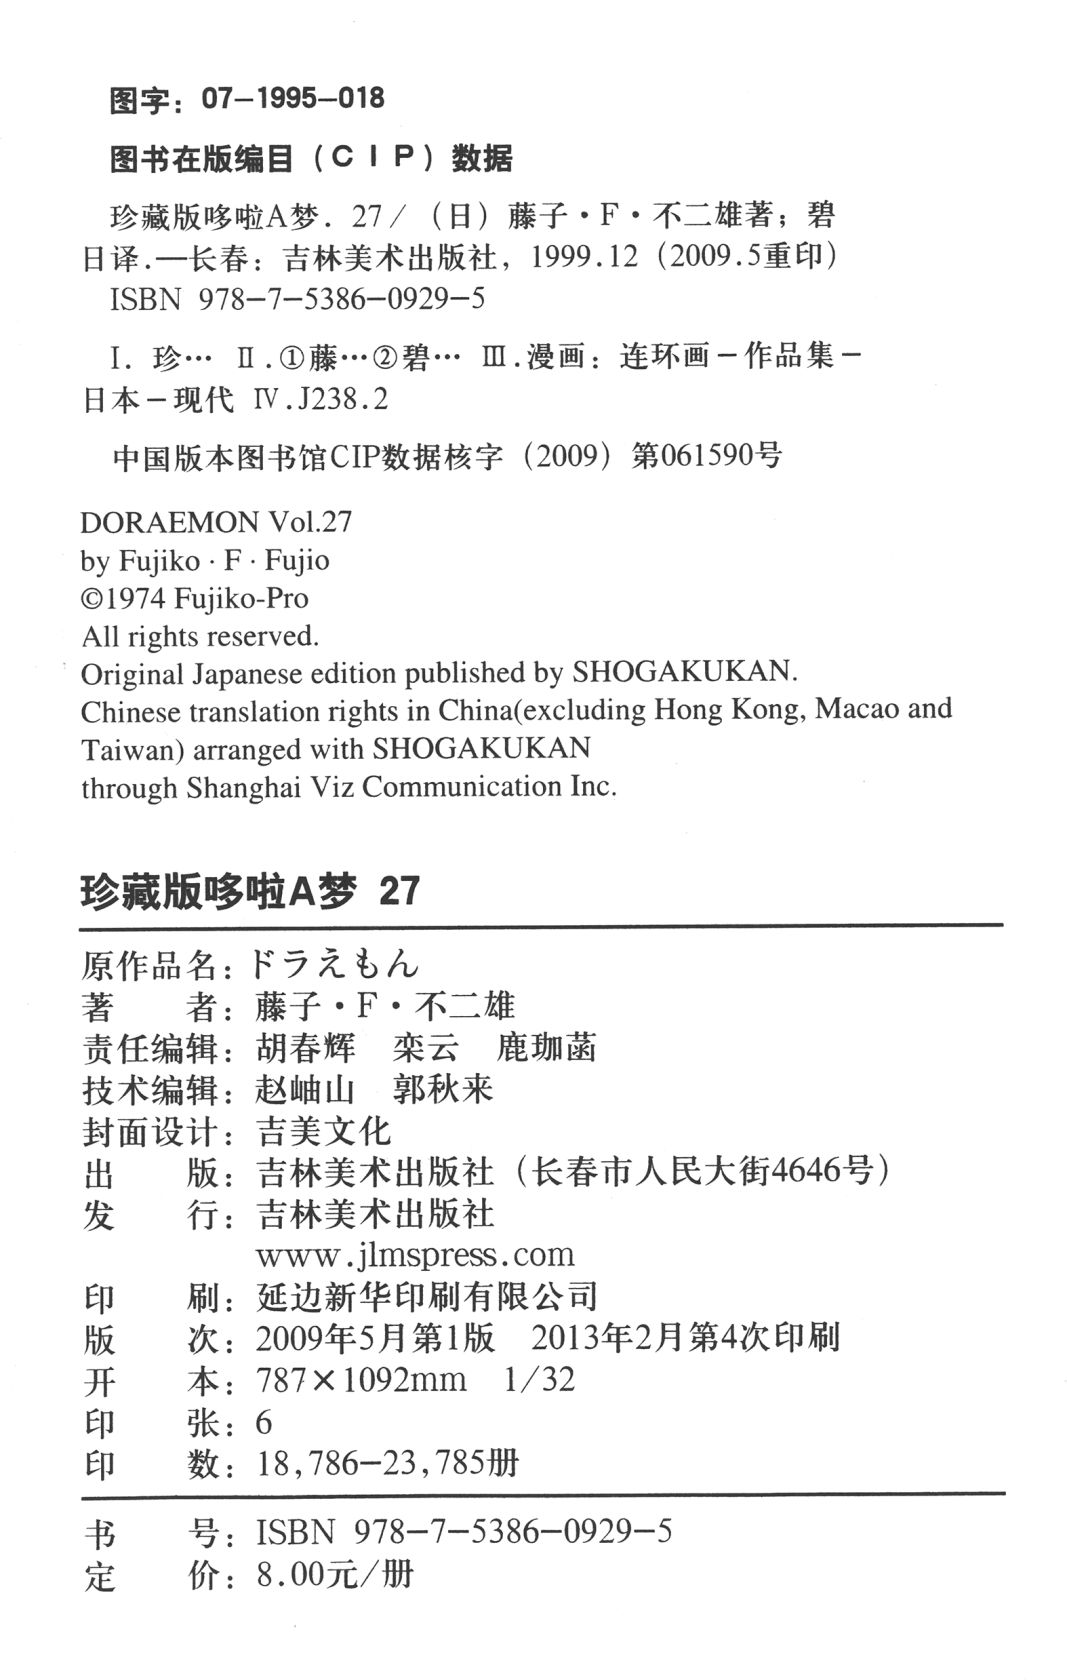 图字：07-1995-018
图书在版编目（CIP）数据
珍藏版哆啦A梦．27／（日）藤子·F·不二雄著；碧
日译.—长春：吉林美术出版社，1999.12（2009.5重印）
ISBN 978-7-5386-0929-5
Ⅰ．珍… Ⅱ.①藤…②碧… Ⅲ.漫画：连环画－作品集－
日本－现代 Ⅳ.J238.2
中国版本图书馆CIP数据核字（2009）第061590号
DORAEMON Vol.27
by Fujiko · F · Fujio
©1974 Fujiko-Pro
All rights reserved.
Original Japanese edition published by SHOGAKUKAN.
Chinese translation rights in China(excluding Hong Kong, Macao and
Taiwan) arranged with SHOGAKUKAN
through Shanghai Viz Communication Inc.
珍藏版哆啦A梦 27
原作品名：ドラえもん
著　　者：藤子·F·不二雄
责任编辑：胡春辉　栾云　鹿珈菡
技术编辑：赵岫山　郭秋来
封面设计：吉美文化
出　　版：吉林美术出版社（长春市人民大街4646号）
发　　行：吉林美术出版社
www.jlmspress.com
印　　刷：延边新华印刷有限公司
版　　次：2009年5月第1版　2013年2月第4次印刷
开　　本：787×1092mm　1/32
印　　张：6
印　　数：18,786-23,785册
书　　号：ISBN 978-7-5386-0929-5
定　　价：8.00元/册